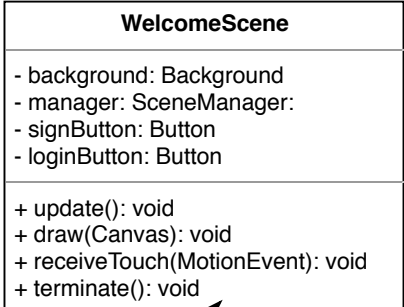 WelcomeScene
- background: Background
- manager: SceneManager:
- signButton: Button
- loginButton: Button
+ update(): void
+ draw(Canvas): void
+ receiveTouch(MotionEvent): void
+ terminate(): void